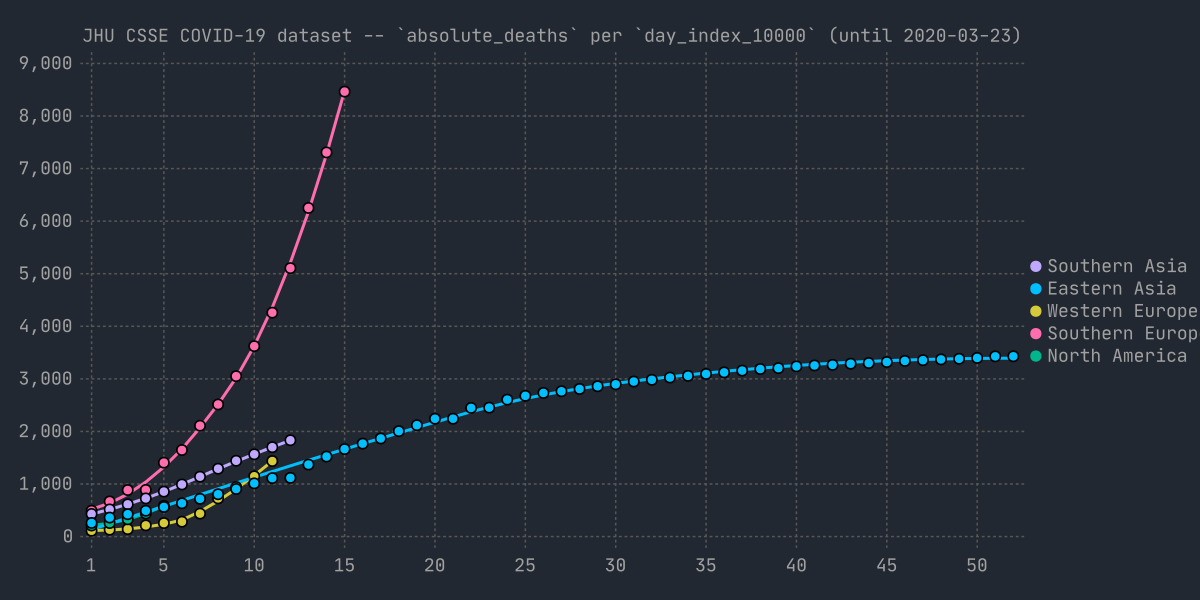 JHU CSSE COVID-19 dataset -- `absolute_deaths` per `day_index_10000` (until 2020-03-23)
9,000
8,000
7,000
6,000
5,000
4,000
3,000
2,000
1,000
0
1 5 10 15 20 25 30 35 40 45 50
Southern Asia
Eastern Asia
Western Europe
Southern Europ
North America